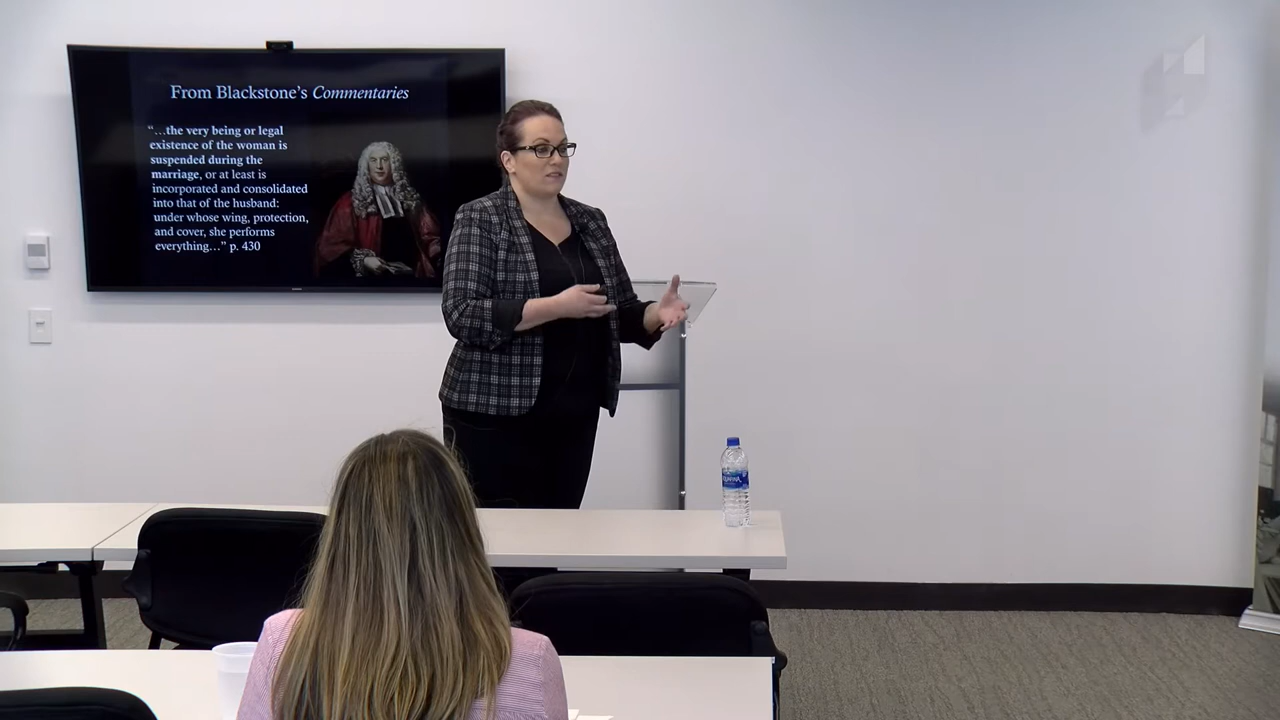 From Blackstone's Commentaries
“…the very being or legal
existence of the woman is
suspended during the
marriage, or at least is
incorporated and consolidated
into that of the husband:
under whose wing, protection,
and cover, she performs
everything…” p. 430